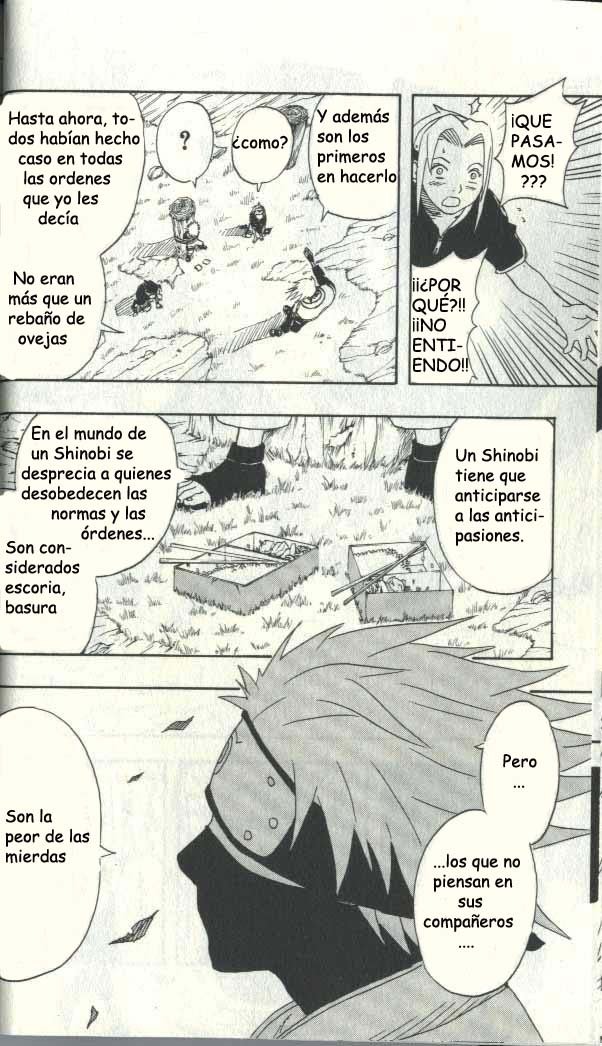 ¡QUE
PASA-
MOS!
???
¡¡¿POR
QUÉ?!!
¡¡NO
ENTI-
ENDO!!
Y además
son los
primeros
en hacerlo
¿como?
?
Hasta ahora, to-
dos habían hecho
caso en todas
las ordenes
que yo les
decía
No eran
más que un
rebaño de
ovejas
Un Shinobi
tiene que
anticiparse
a las antici-
pasiones.
En el mundo de
un Shinobi se
desprecia a quienes
desobedecen las
normas y las
órdenes...
Son con-
siderados
escoria,
basura
Pero
...
...los que no
piensan en
sus
compañeros
....
Son la
peor de las
mierdas